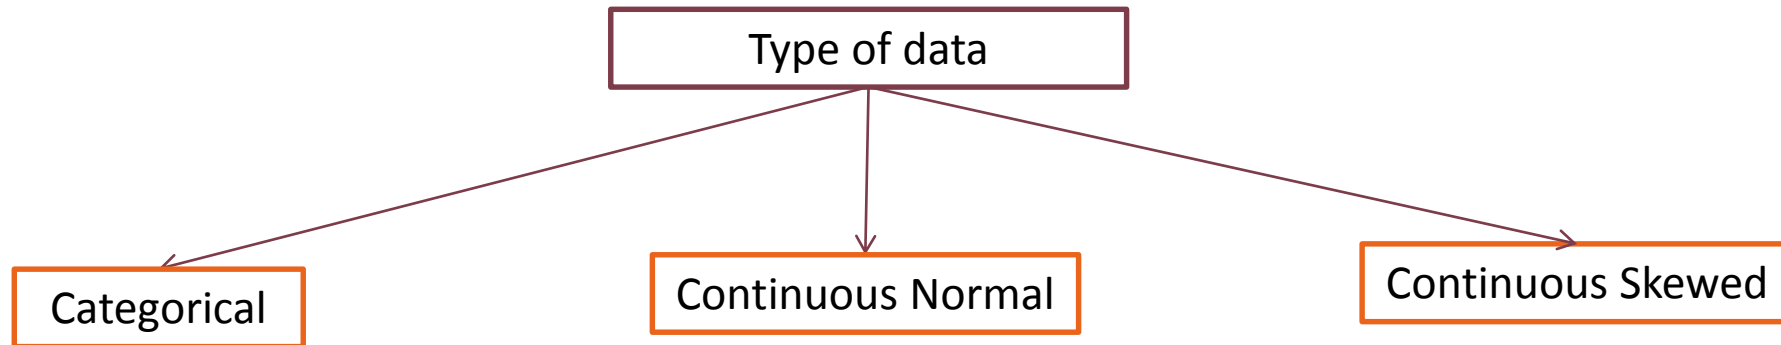 Type of data
Categorical
Continuous Normal
Continuous Skewed